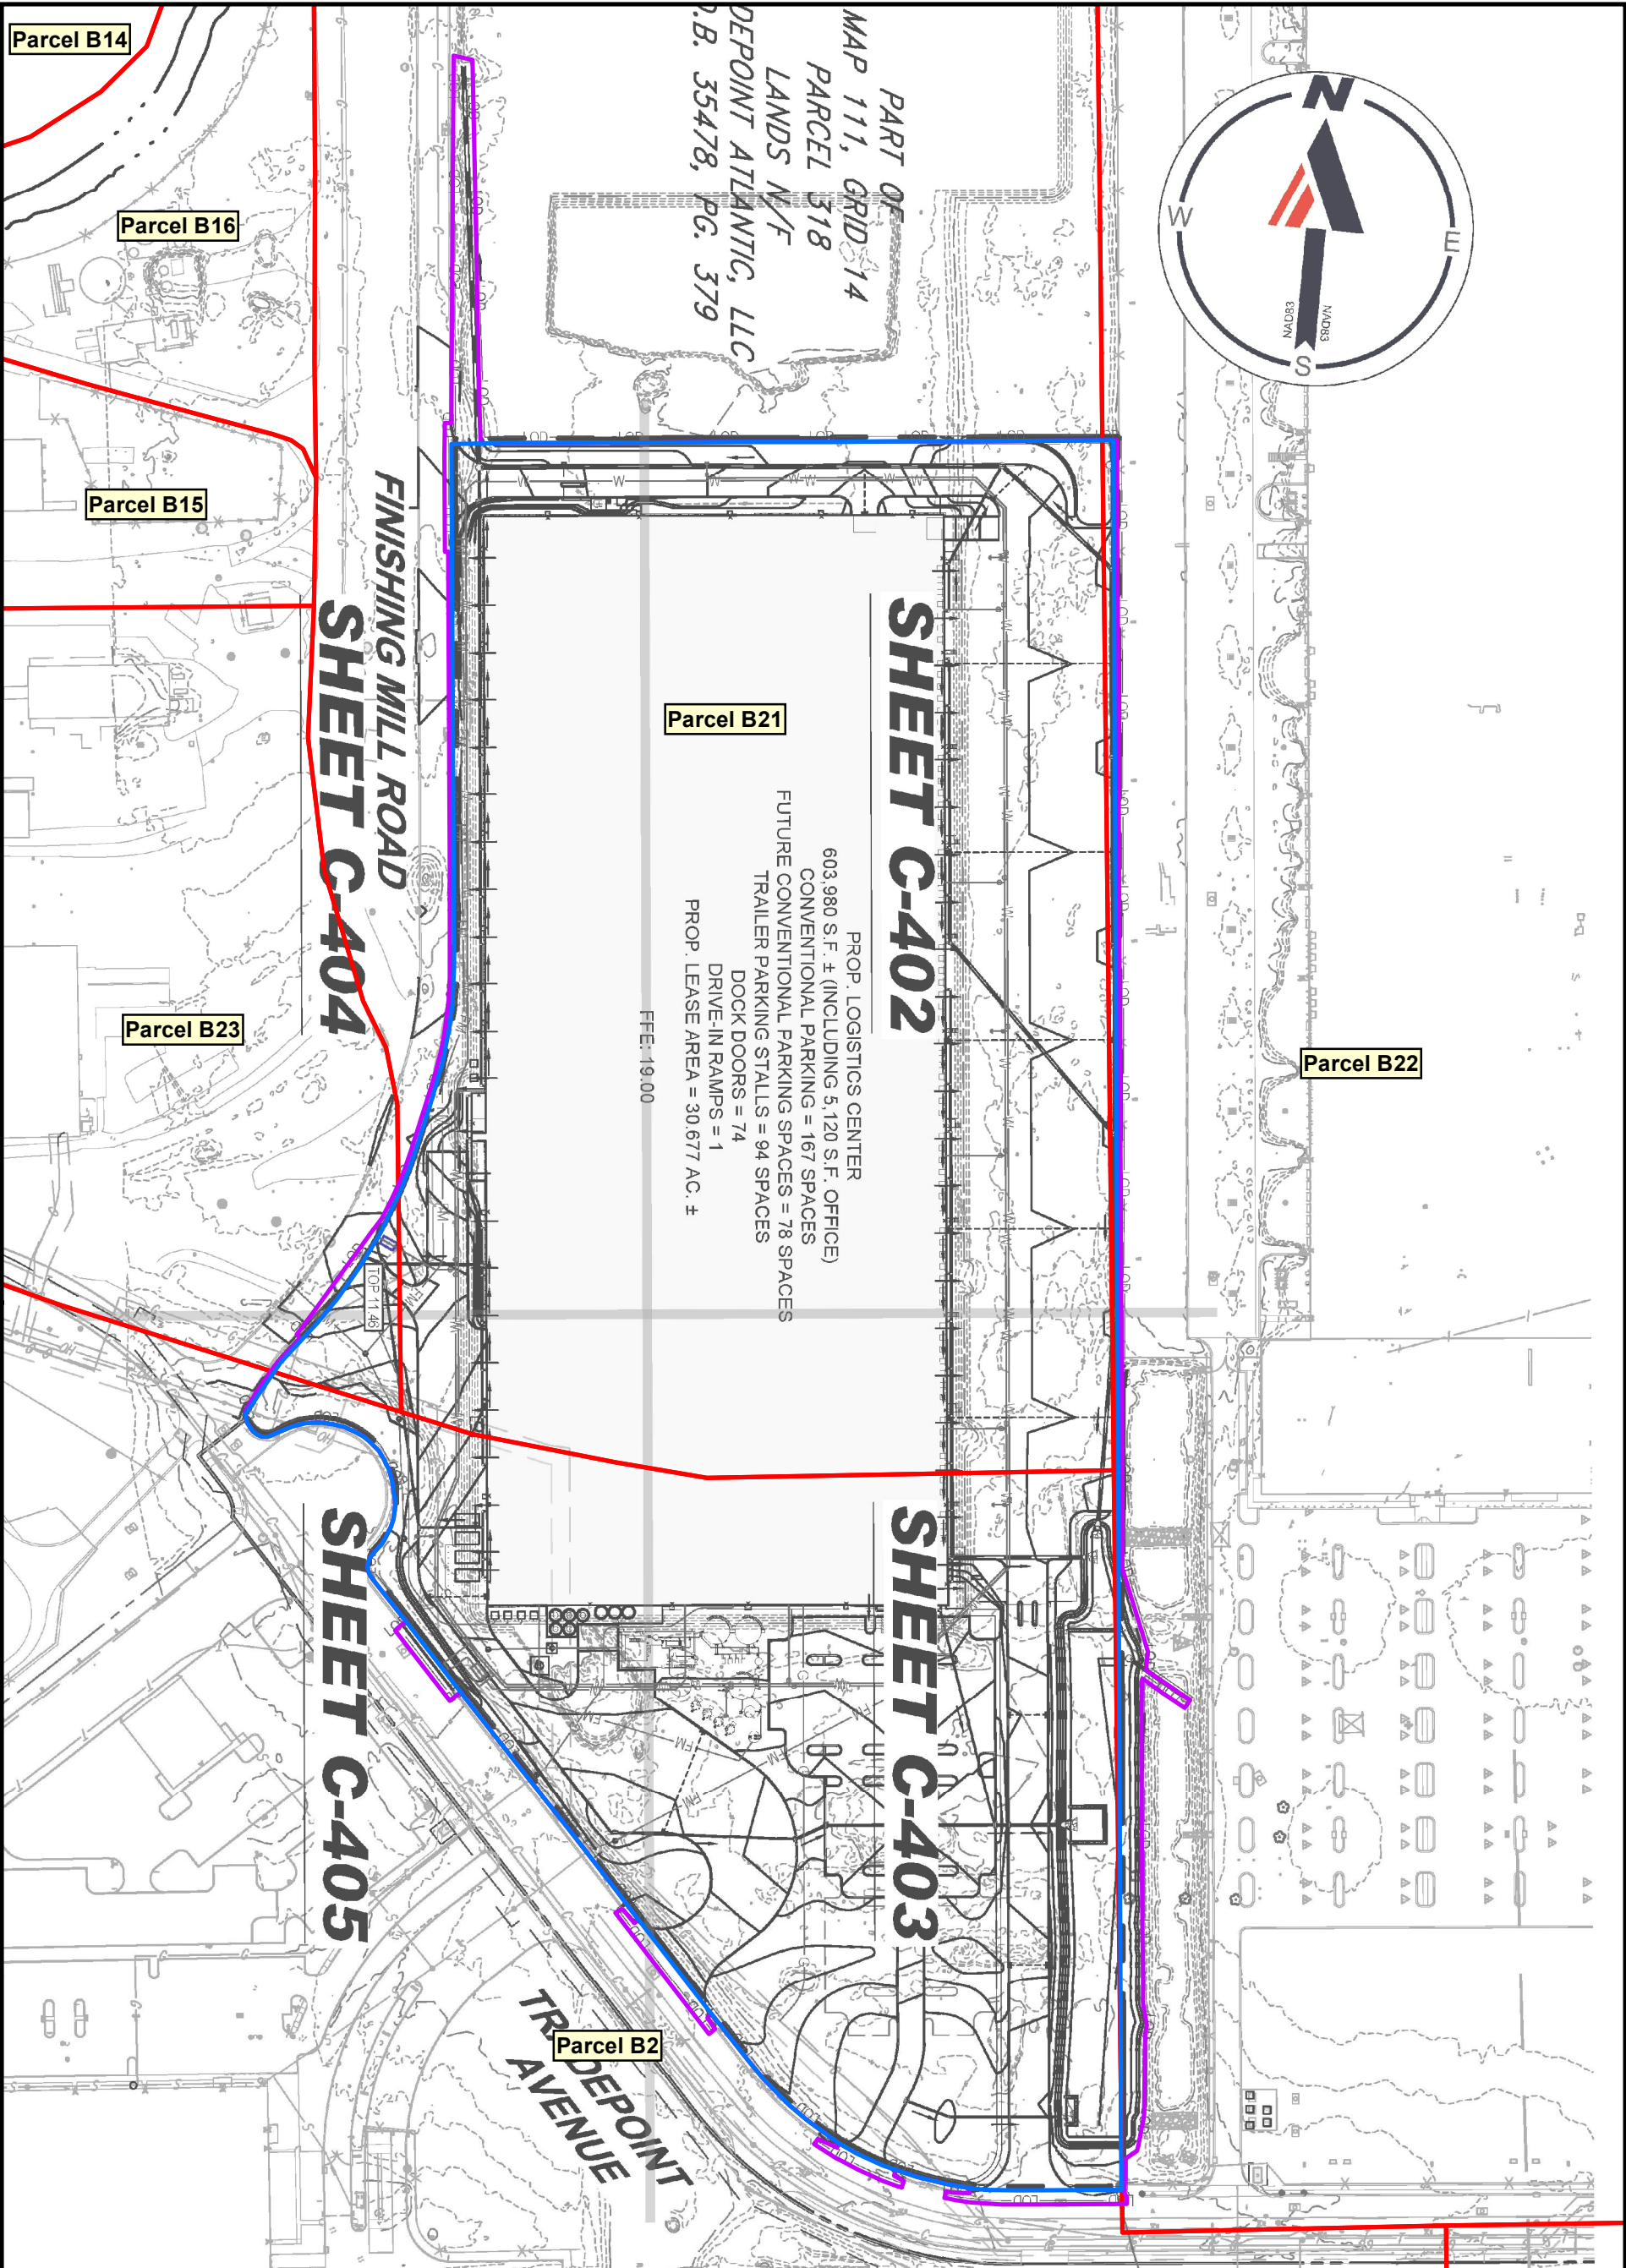 Parcel B14
PART OF
MAP 111, GRID 14
PARCEL 318
LANDS N/F
DEPOINT ATLANTIC, LLC
.B. 35478, PG. 379
N
W
E
S
NAD83
NAD83
Parcel B16
Parcel B15
FINISHING MILL ROAD
SHEET C-404
SHEET C-402
Parcel B21
PROP. LOGISTICS CENTER
603,980 S.F. ± (INCLUDING 5,120 S.F. OFFICE)
CONVENTIONAL PARKING = 167 SPACES
FUTURE CONVENTIONAL PARKING SPACES = 78 SPACES
TRAILER PARKING STALLS = 94 SPACES
DOCK DOORS = 74
DRIVE-IN RAMPS = 1
PROP. LEASE AREA = 30.677 AC. ±
FFE: 19.00
Parcel B23
Parcel B22
TOP 11.46
SHEET C-405
SHEET C-403
Parcel B2
TRADEPOINT
AVENUE